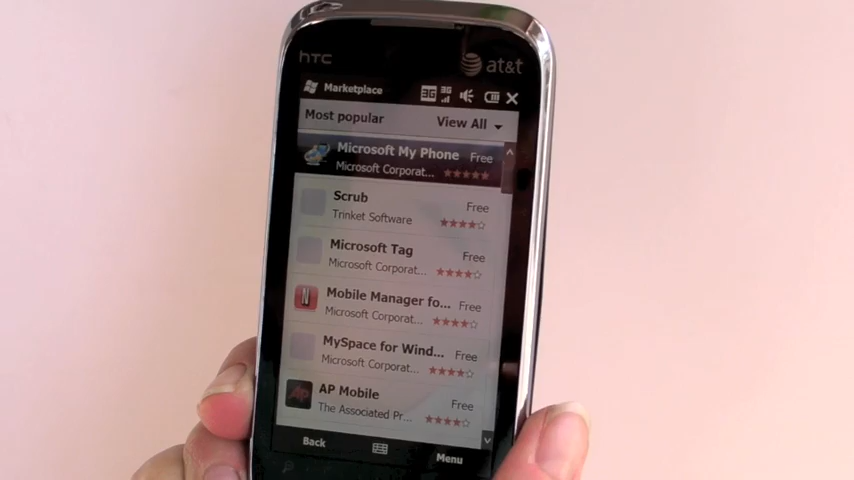 hTC
at&t
Marketplace
3G 3G
Most popular View All
Microsoft My Phone Free
Microsoft Corporat...
Scrub Free
Trinket Software
Microsoft Tag Free
Microsoft Corporat...
Mobile Manager fo... Free
N
Microsoft Corporat...
MySpace for Wind... Free
Microsoft Corporat...
AP Mobile Free
AP
The Associated Pr...
Back Menu